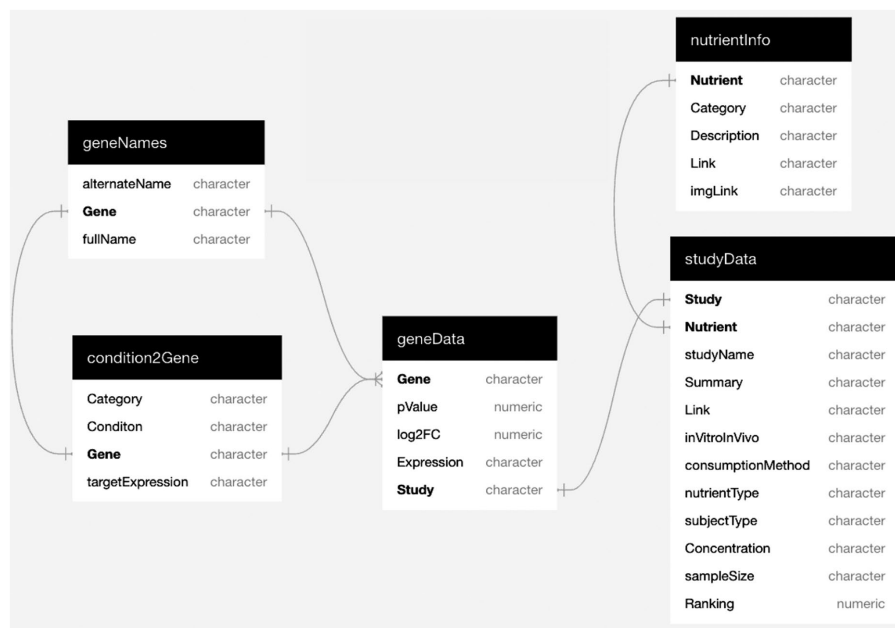 nutrientInfo
Nutrient character
Category character
Description character
Link character
imgLink character
geneNames
alternateName character
Gene character
fullName character
studyData
Study character
Nutrient character
studyName character
Summary character
Link character
inVitroInVivo character
consumptionMethod character
nutrientType character
subjectType character
Concentration character
sampleSize character
Ranking numeric
geneData
Gene character
pValue numeric
log2FC numeric
Expression character
Study character
condition2Gene
Category character
Conditon character
Gene character
targetExpression character